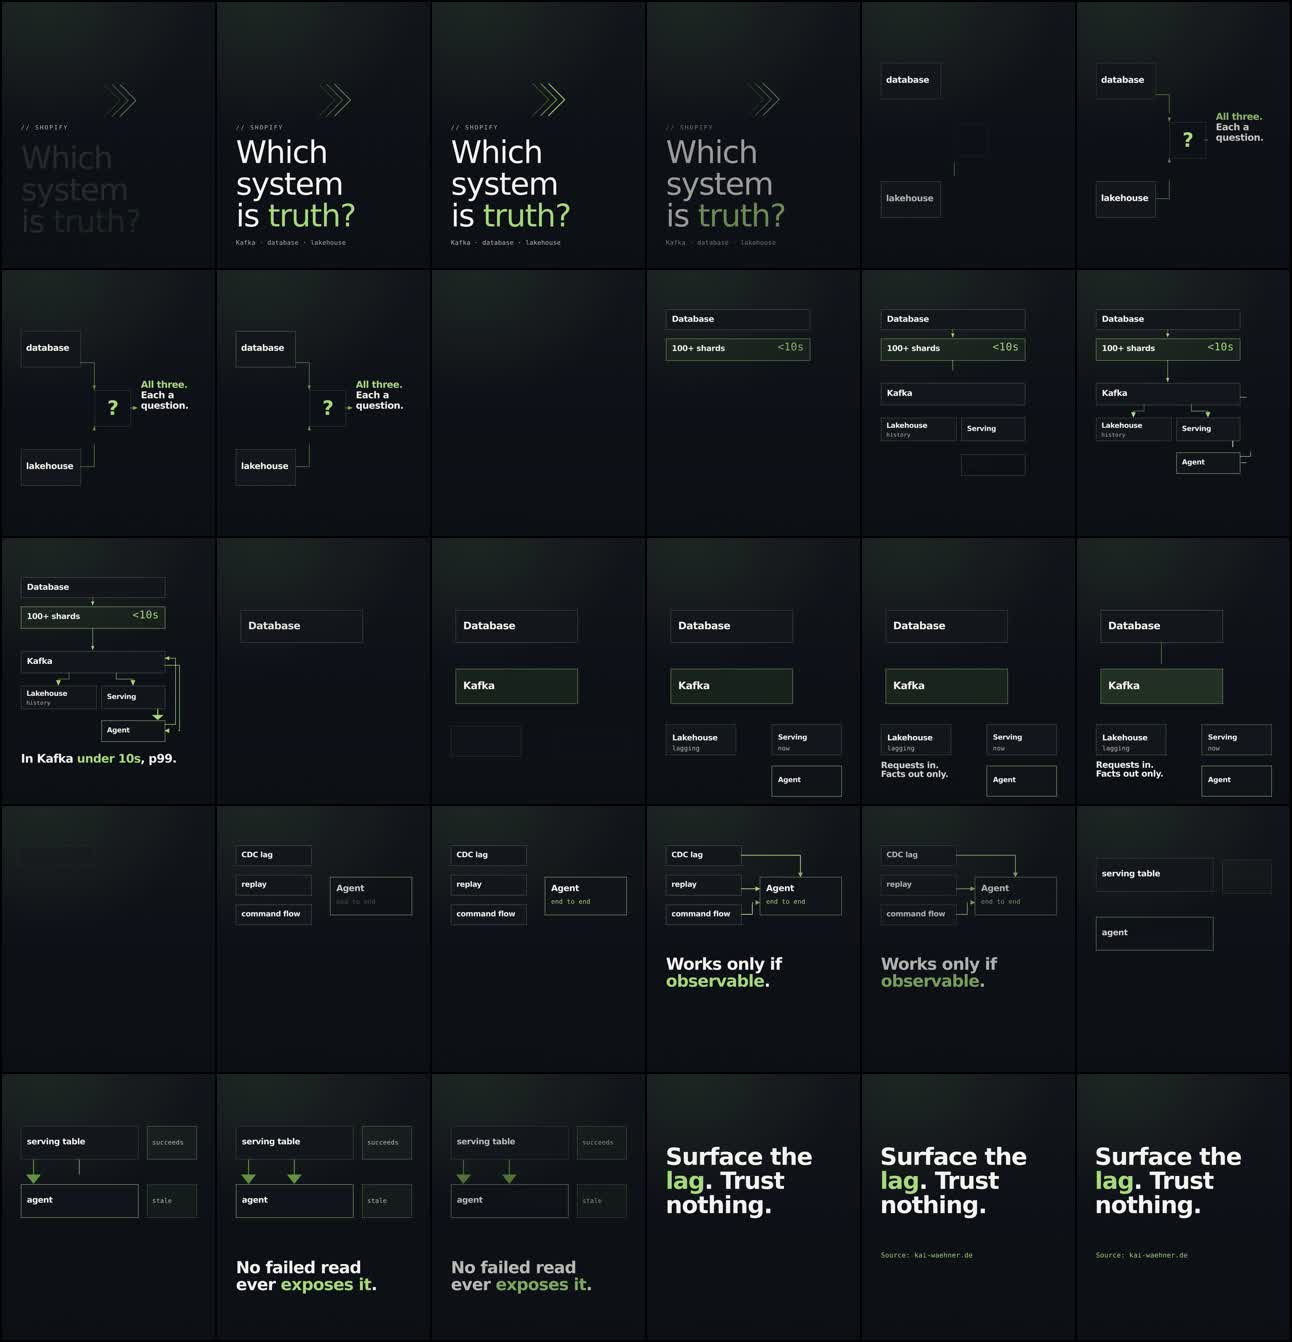 // SHOPIFY
Which
system
is truth?
// SHOPIFY
Which
system
is truth?
Kafka · database · lakehouse
// SHOPIFY
Which
system
is truth?
Kafka · database · lakehouse
// SHOPIFY
Which
system
is truth?
Kafka · database · lakehouse
database
lakehouse
database
?
All three.
Each a
question.
lakehouse
database
?
All three.
Each a
question.
lakehouse
database
?
All three.
Each a
question.
lakehouse
Database
100+ shards <10s
Database
100+ shards <10s
Kafka
Lakehouse
history
Serving
Database
100+ shards <10s
Kafka
Lakehouse
history
Serving
Agent
Database
100+ shards <10s
Kafka
Lakehouse
history
Serving
Agent
In Kafka under 10s, p99.
Database
Database
Kafka
Database
Kafka
Lakehouse
lagging
Serving
now
Agent
Database
Kafka
Lakehouse
lagging
Serving
now
Requests in.
Facts out only.
Agent
Database
Kafka
Lakehouse
lagging
Serving
now
Requests in.
Facts out only.
Agent
CDC lag
replay
command flow
Agent
end to end
CDC lag
replay
command flow
Agent
end to end
CDC lag
replay
command flow
Agent
end to end
Works only if
observable.
CDC lag
replay
command flow
Agent
end to end
Works only if
observable.
serving table
agent
serving table
succeeds
agent
stale
serving table
succeeds
agent
stale
No failed read
ever exposes it.
serving table
succeeds
agent
stale
No failed read
ever exposes it.
Surface the
lag. Trust
nothing.
Surface the
lag. Trust
nothing.
Source: kai-waehner.de
Surface the
lag. Trust
nothing.
Source: kai-waehner.de